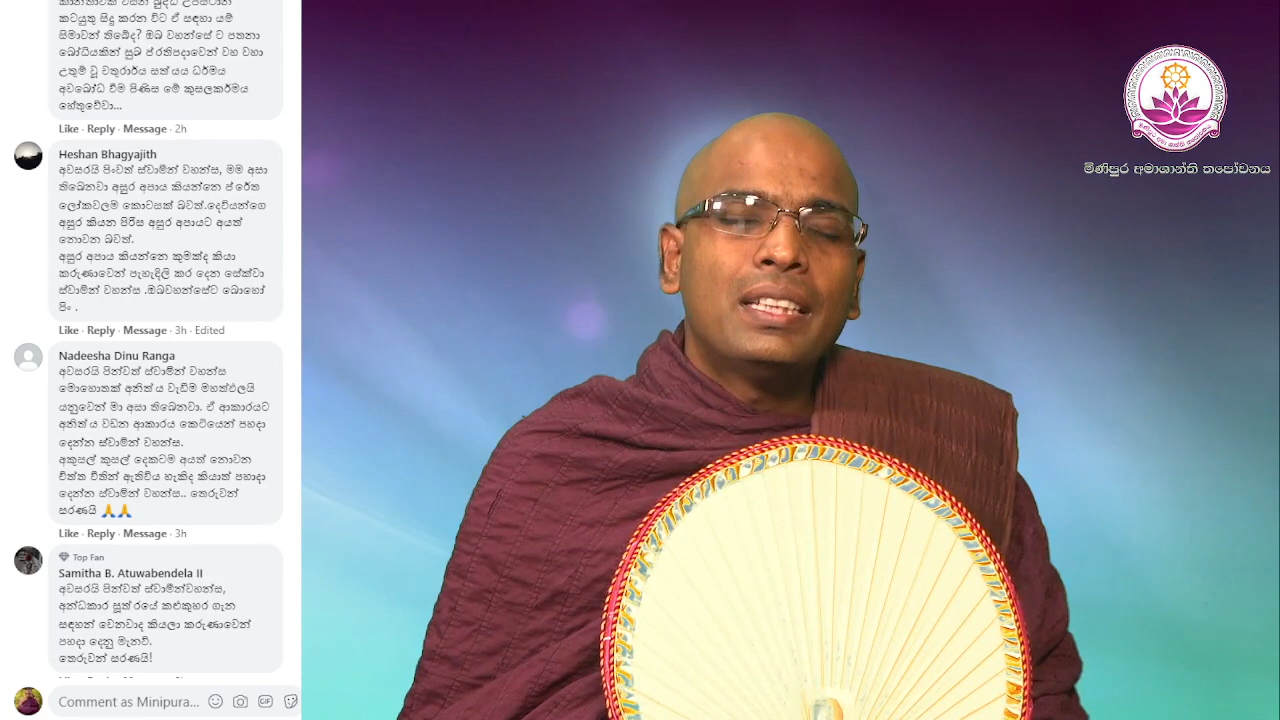 කාන්තාවක් විසින් බුද්ධ උපස්ථාන
කටයුතු සිදු කරන විට ඒ සඳහා යම්
සීමාවන් තිබේද? ඔබ වහන්සේ ට පතනා
බෝධියකින් සුඛ ප්‍රතිපදාවෙන් වහ වහා
උතුම් වූ චතුරාර්ය සත්‍යය ධර්මය
අවබෝධ වීම පිණිස මේ කුසලකර්මය
හේතුවේවා...
Like · Reply · Message · 2h
Heshan Bhagyajith
අවසරයි පිංවත් ස්වාමීන් වහන්ස, මම අසා
තිබෙනවා අසුර අපාය කියන්නෙ ප්‍රේත
ලෝකවලම කොටසක් බවත්.දෙවියන්ගෙ
අසුර කියන පිරිස අසුර අපායට අයත්
නොවන බවත්.
අසුර අපාය කියන්නෙ කුමක්ද කියා
කරුණාවෙන් පැහැදිලි කර දෙන සේක්වා
ස්වාමීන් වහන්ස .ඔබවහන්සේට බොහෝ
පිං .
Like · Reply · Message · 3h · Edited
Nadeesha Dinu Ranga
අවසරයි පින්වත් ස්වාමීන් වහන්ස
මොහොතක් අනිත්‍ය වැඩීම මහත්ඵලයි
යනුවෙන් මා අසා තිබෙනවා. ඒ ආකාරයට
අනිත්‍ය වඩන ආකාරය කෙටියෙන් පහදා
දෙන්න ස්වාමීන් වහන්ස.
අකුසල් කුසල් දෙකටම අයත් නොවන
චිත්ත වීතීන් ඇතිවිය හැකිද කියාත් පහාදා
දෙන්න ස්වාමීන් වහන්ස.. තෙරුවන්
සරණයි 🙏🙏
Like · Reply · Message · 3h
Top Fan
Samitha B. Atuwabendela II
අවසරයි පින්වත් ස්වාමීන්වහන්ස,
අන්ධකාර සූත්‍රයේ කළුකුහර ගැන
සඳහන් වෙනවාද කියලා කරුණාවෙන්
පහදා දෙනු මැනවි.
තෙරුවන් සරණයි!
Comment as Minipura...
GIF
මිණිපුර අමාශාන්ති තපෝවනය